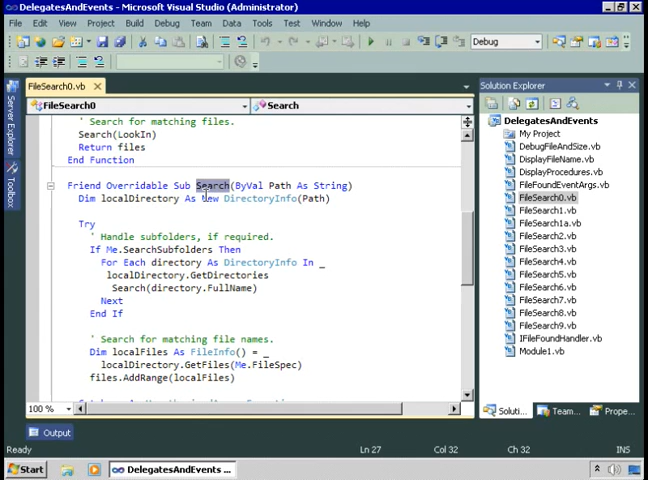 DelegatesAndEvents - Microsoft Visual Studio (Administrator)
File Edit View Project Build Debug Team Data Tools Test Window Help
Debug
FileSearch0.vb
FileSearch0
Search
' Search for matching files.
Search(LookIn)
Return files
End Function
Friend Overridable Sub Search(ByVal Path As String)
Dim localDirectory As New DirectoryInfo(Path)
Try
' Handle subfolders, if required.
If Me.SearchSubfolders Then
For Each directory As DirectoryInfo In _
localDirectory.GetDirectories
Search(directory.FullName)
Next
End If
' Search for matching file names.
Dim localFiles As FileInfo() = _
localDirectory.GetFiles(Me.FileSpec)
files.AddRange(localFiles)
100 %
Server Explorer
Toolbox
Solution Explorer
DelegatesAndEvents
My Project
DebugFileAndSize.vb
DisplayFileName.vb
DisplayProcedures.vb
FileFoundEventArgs.vb
FileSearch0.vb
FileSearch1.vb
FileSearch1a.vb
FileSearch2.vb
FileSearch3.vb
FileSearch4.vb
FileSearch5.vb
FileSearch6.vb
FileSearch7.vb
FileSearch8.vb
FileSearch9.vb
IFileFoundHandler.vb
Module1.vb
Soluti...
Team...
Prope...
Output
Ready
Ln 27
Col 32
Ch 32
INS
Start
DelegatesAndEvents ...